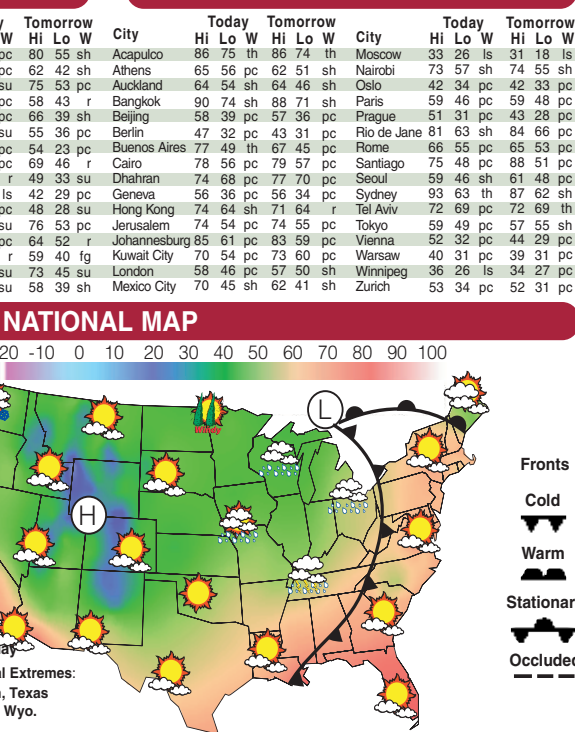 y Tomorrow
W Hi Lo W
pc 80 55 sh
pc 62 42 sh
su 75 53 pc
pc 58 43 r
pc 66 39 sh
su 55 36 pc
pc 54 23 pc
pc 69 46 r
r 49 33 su
ls 42 29 pc
pc 48 28 su
su 76 53 pc
pc 64 52 r
r 59 40 fg
su 73 45 su
su 58 39 sh
Today Tomorrow
City Hi Lo W Hi Lo W
Acapulco 86 75 th 86 74 th
Athens 65 56 pc 62 51 sh
Auckland 64 54 sh 64 46 sh
Bangkok 90 74 sh 88 71 sh
Beijing 58 39 pc 57 36 pc
Berlin 47 32 pc 43 31 pc
Buenos Aires 77 49 th 67 45 pc
Cairo 78 56 pc 79 57 pc
Dhahran 74 68 pc 77 70 pc
Geneva 56 36 pc 56 34 pc
Hong Kong 74 64 sh 71 64 r
Jerusalem 74 54 pc 74 55 pc
Johannesburg 85 61 pc 83 59 pc
Kuwait City 70 54 pc 73 60 pc
London 58 46 pc 57 50 sh
Mexico City 70 45 sh 62 41 sh
Today Tomorrow
City Hi Lo W Hi Lo W
Moscow 33 26 ls 31 18 ls
Nairobi 73 57 sh 74 55 sh
Oslo 42 34 pc 42 33 pc
Paris 59 46 pc 59 48 pc
Prague 51 31 pc 43 28 pc
Rio de Jane 81 63 sh 84 66 pc
Rome 66 55 pc 65 53 pc
Santiago 75 48 pc 88 51 pc
Seoul 59 46 sh 61 48 pc
Sydney 93 63 th 87 62 sh
Tel Aviv 72 69 pc 72 69 th
Tokyo 59 49 pc 57 55 sh
Vienna 52 32 pc 44 29 pc
Warsaw 40 31 pc 39 31 pc
Winnipeg 36 26 ls 34 27 pc
Zurich 53 34 pc 52 31 pc
NATIONAL MAP
20 -10 0 10 20 30 40 50 60 70 80 90 100
L
Windy
H
Fronts
Cold
Warm
Stationar
Occluded
ay
al Extremes:
, Texas
Wyo.